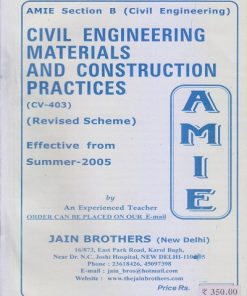 AMIE Section B (Civil Engineering)
CIVIL ENGINEERING
MATERIALS
AND CONSTRUCTION
PRACTICES
(CV-403)
(Revised Scheme)
Effective from
Summer-2005
AMIE
by
An Experienced Teacher
ORDER CAN BE PLACED ON OUR E-mail
JAIN BROTHERS (New Delhi)
16/873, East Park Road, Karol Bagh,
Near Dr. N.C. Joshi Hospital, NEW DELHI-110005
Phone : 23618426, 45097398
E-mail : jain_bros@hotmail.com
Website : www.thejainbrothers.com
Price Rs. ₹ 350.00